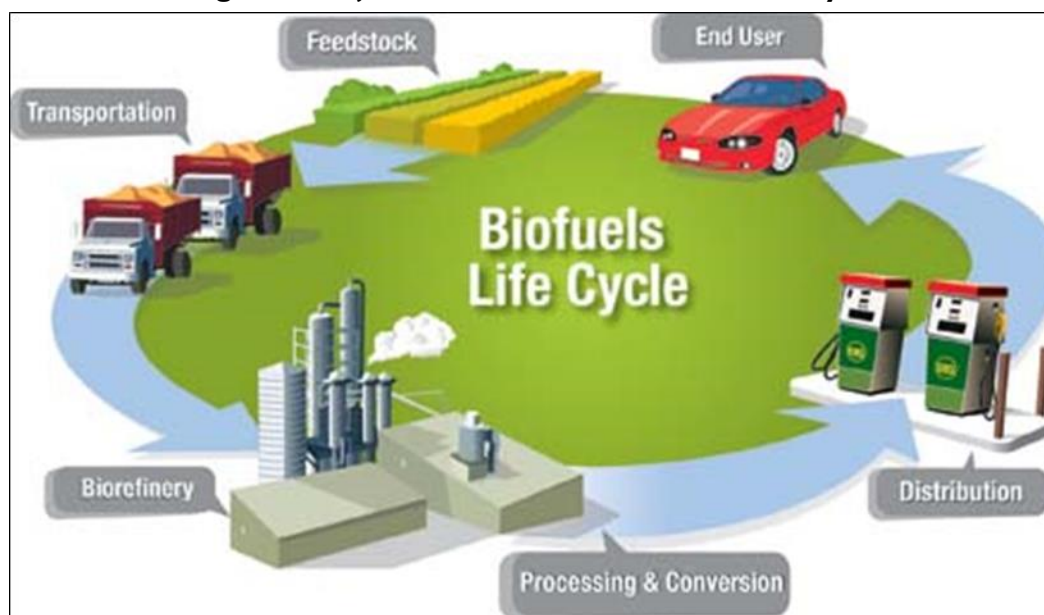 Feedstock
End User
Transportation
Biofuels
Life Cycle
Biorefinery
Distribution
Processing & Conversion